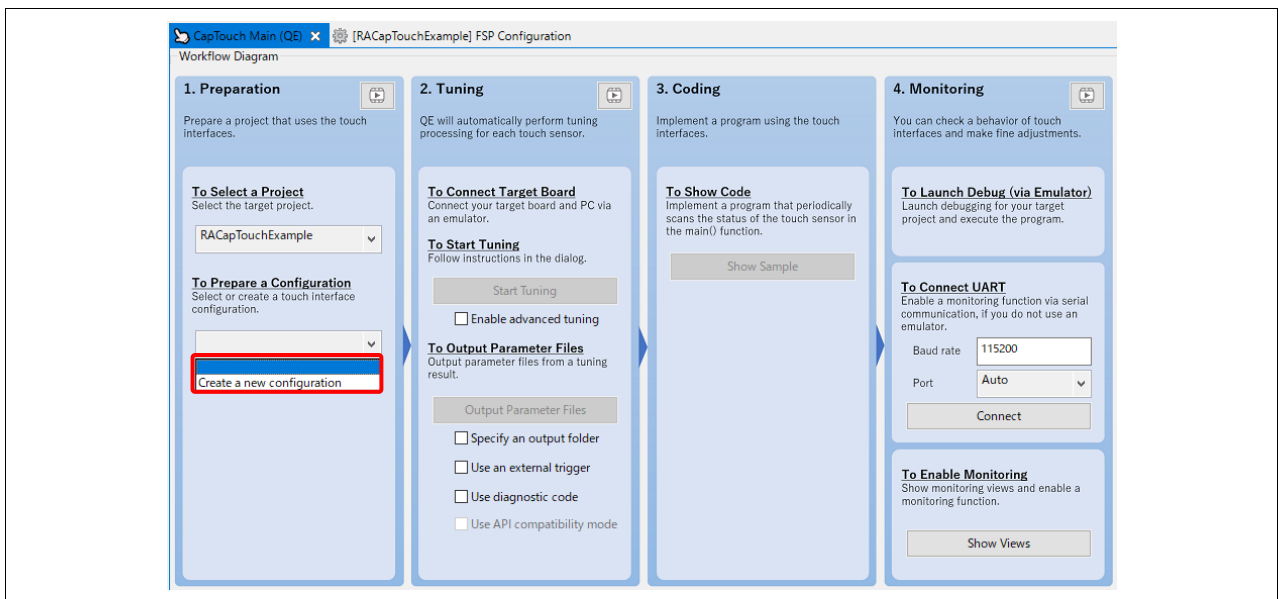 CapTouch Main (QE) [RACapTouchExample] FSP Configuration
Workflow Diagram
1. Preparation
Prepare a project that uses the touch
interfaces.
To Select a Project
Select the target project.
RACapTouchExample
To Prepare a Configuration
Select or create a touch interface
configuration.
Create a new configuration
2. Tuning
QE will automatically perform tuning
processing for each touch sensor.
To Connect Target Board
Connect your target board and PC via
an emulator.
To Start Tuning
Follow instructions in the dialog.
Start Tuning
Enable advanced tuning
To Output Parameter Files
Output parameter files from a tuning
result.
Output Parameter Files
Specify an output folder
Use an external trigger
Use diagnostic code
Use API compatibility mode
3. Coding
Implement a program using the touch
interfaces.
To Show Code
Implement a program that periodically
scans the status of the touch sensor in
the main() function.
Show Sample
4. Monitoring
You can check a behavior of touch
interfaces and make fine adjustments.
To Launch Debug (via Emulator)
Launch debugging for your target
project and execute the program.
To Connect UART
Enable a monitoring function via serial
communication, if you do not use an
emulator.
Baud rate 115200
Port Auto
Connect
To Enable Monitoring
Show monitoring views and enable a
monitoring function.
Show Views